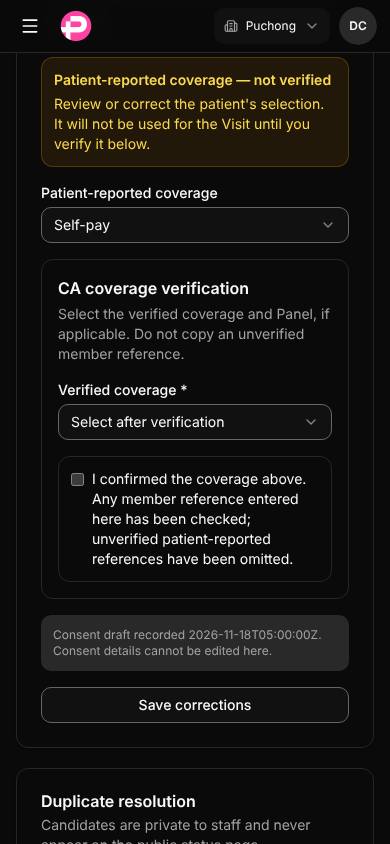 Puchong
DC
Patient-reported coverage — not verified
Review or correct the patient's selection.
It will not be used for the Visit until you
verify it below.
Patient-reported coverage
Self-pay
CA coverage verification
Select the verified coverage and Panel, if
applicable. Do not copy an unverified
member reference.
Verified coverage *
Select after verification
I confirmed the coverage above.
Any member reference entered
here has been checked;
unverified patient-reported
references have been omitted.
Consent draft recorded 2026-11-18T05:00:00Z.
Consent details cannot be edited here.
Save corrections
Duplicate resolution
Candidates are private to staff and never
appear on the public status page.